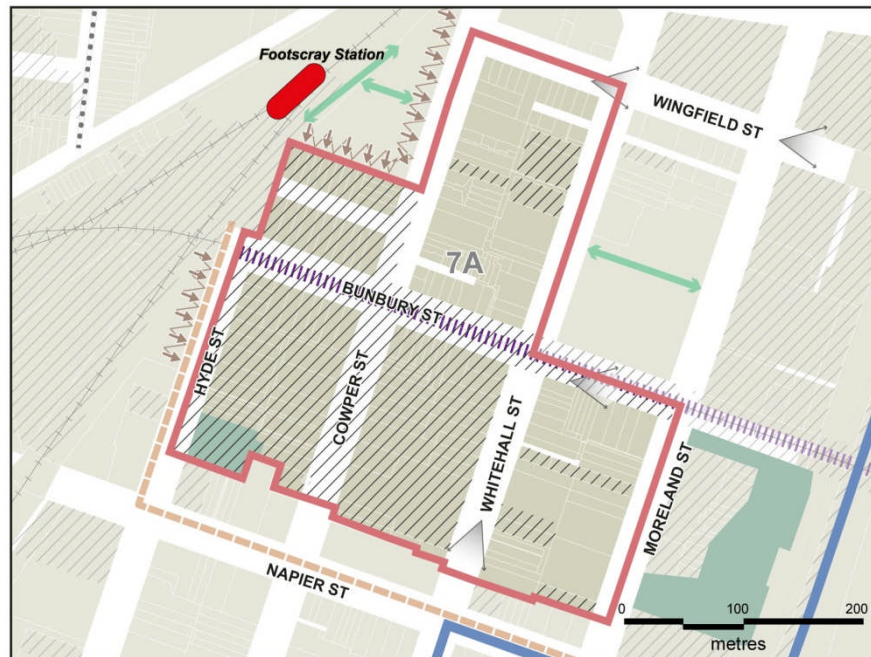 Footscray Station
WINGFIELD ST
7A
BUNBURY ST
HYDE ST
COWPER ST
WHITEHALL ST
MORELAND ST
NAPIER ST
0 100 200
metres